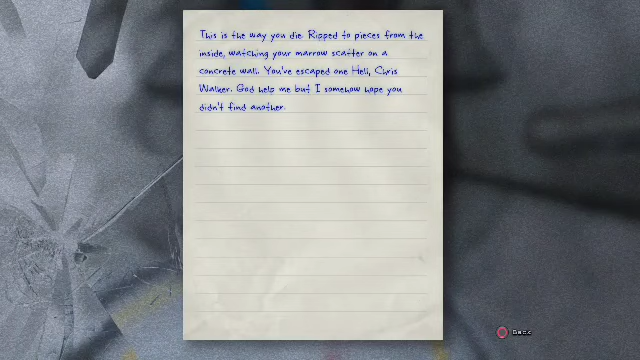 This is the way you die. Ripped to pieces from the
inside, watching your marrow scatter on a
concrete wall. You've escaped one Hell, Chris
Walker. God help me but I somehow hope you
didn't find another.
Back